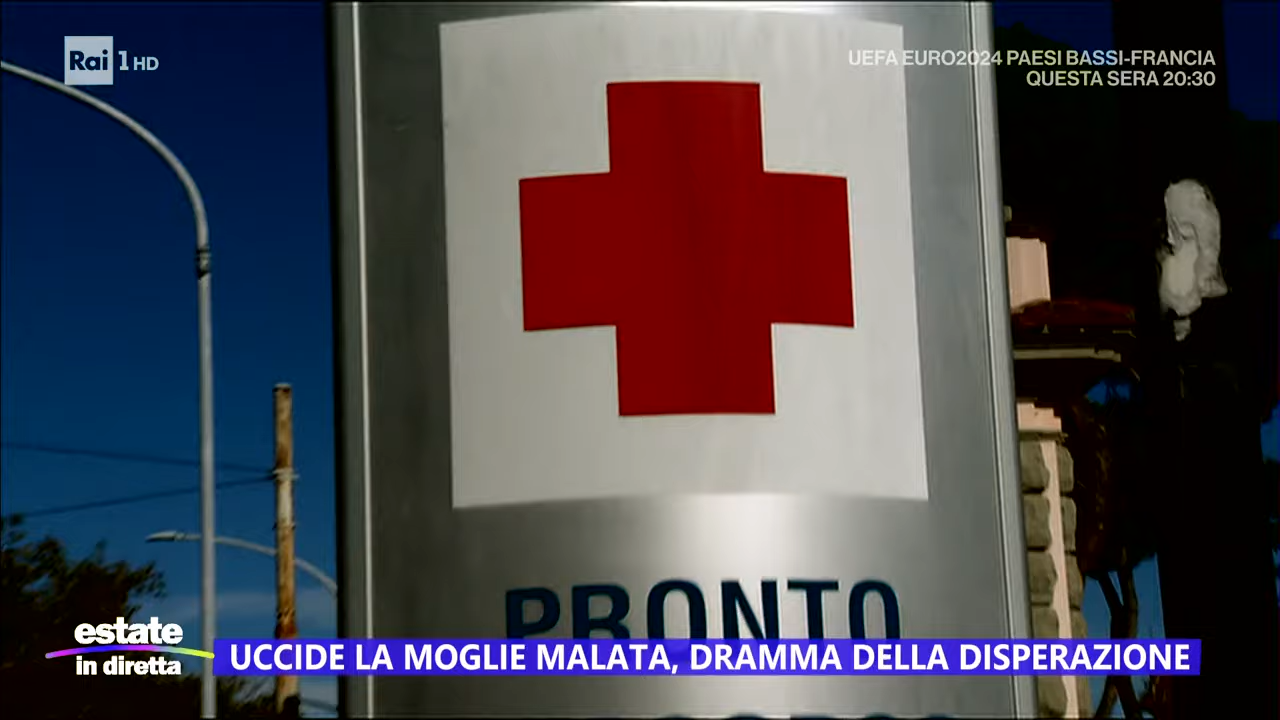 Rai 1 HD
UEFA EURO2024 PAESI BASSI-FRANCIA
QUESTA SERA 20:30
PRONTO
estate
in diretta
UCCIDE LA MOGLIE MALATA, DRAMMA DELLA DISPERAZIONE